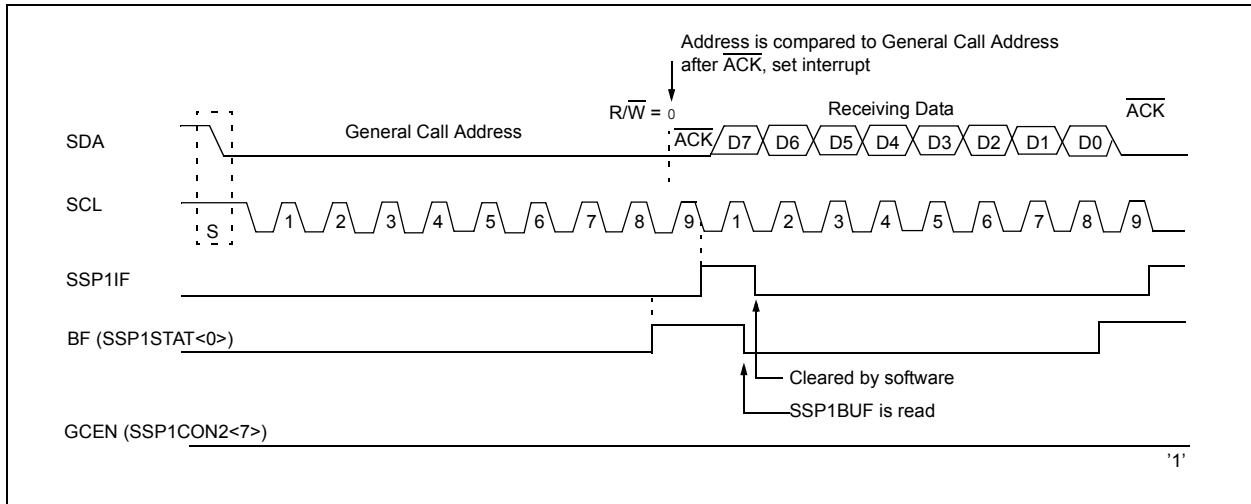 Address is compared to General Call Address
after ACK, set interrupt
R/W = 0
Receiving Data
ACK
SDA
General Call Address
ACK
D7 D6 D5 D4 D3 D2 D1 D0
SCL
S
1 2 3 4 5 6 7 8 9 1 2 3 4 5 6 7 8 9
SSP1IF
BF (SSP1STAT<0>)
Cleared by software
SSP1BUF is read
GCEN (SSP1CON2<7>)
'1'